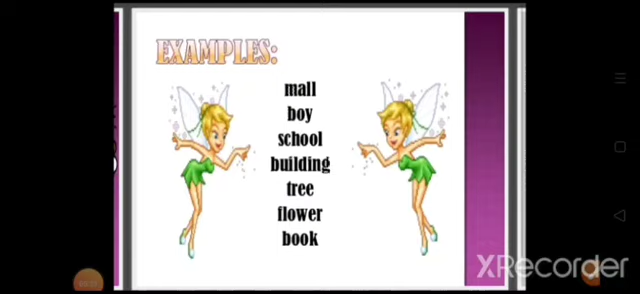 EXAMPLES:
mall
boy
school
building
tree
flower
book
XRecorder